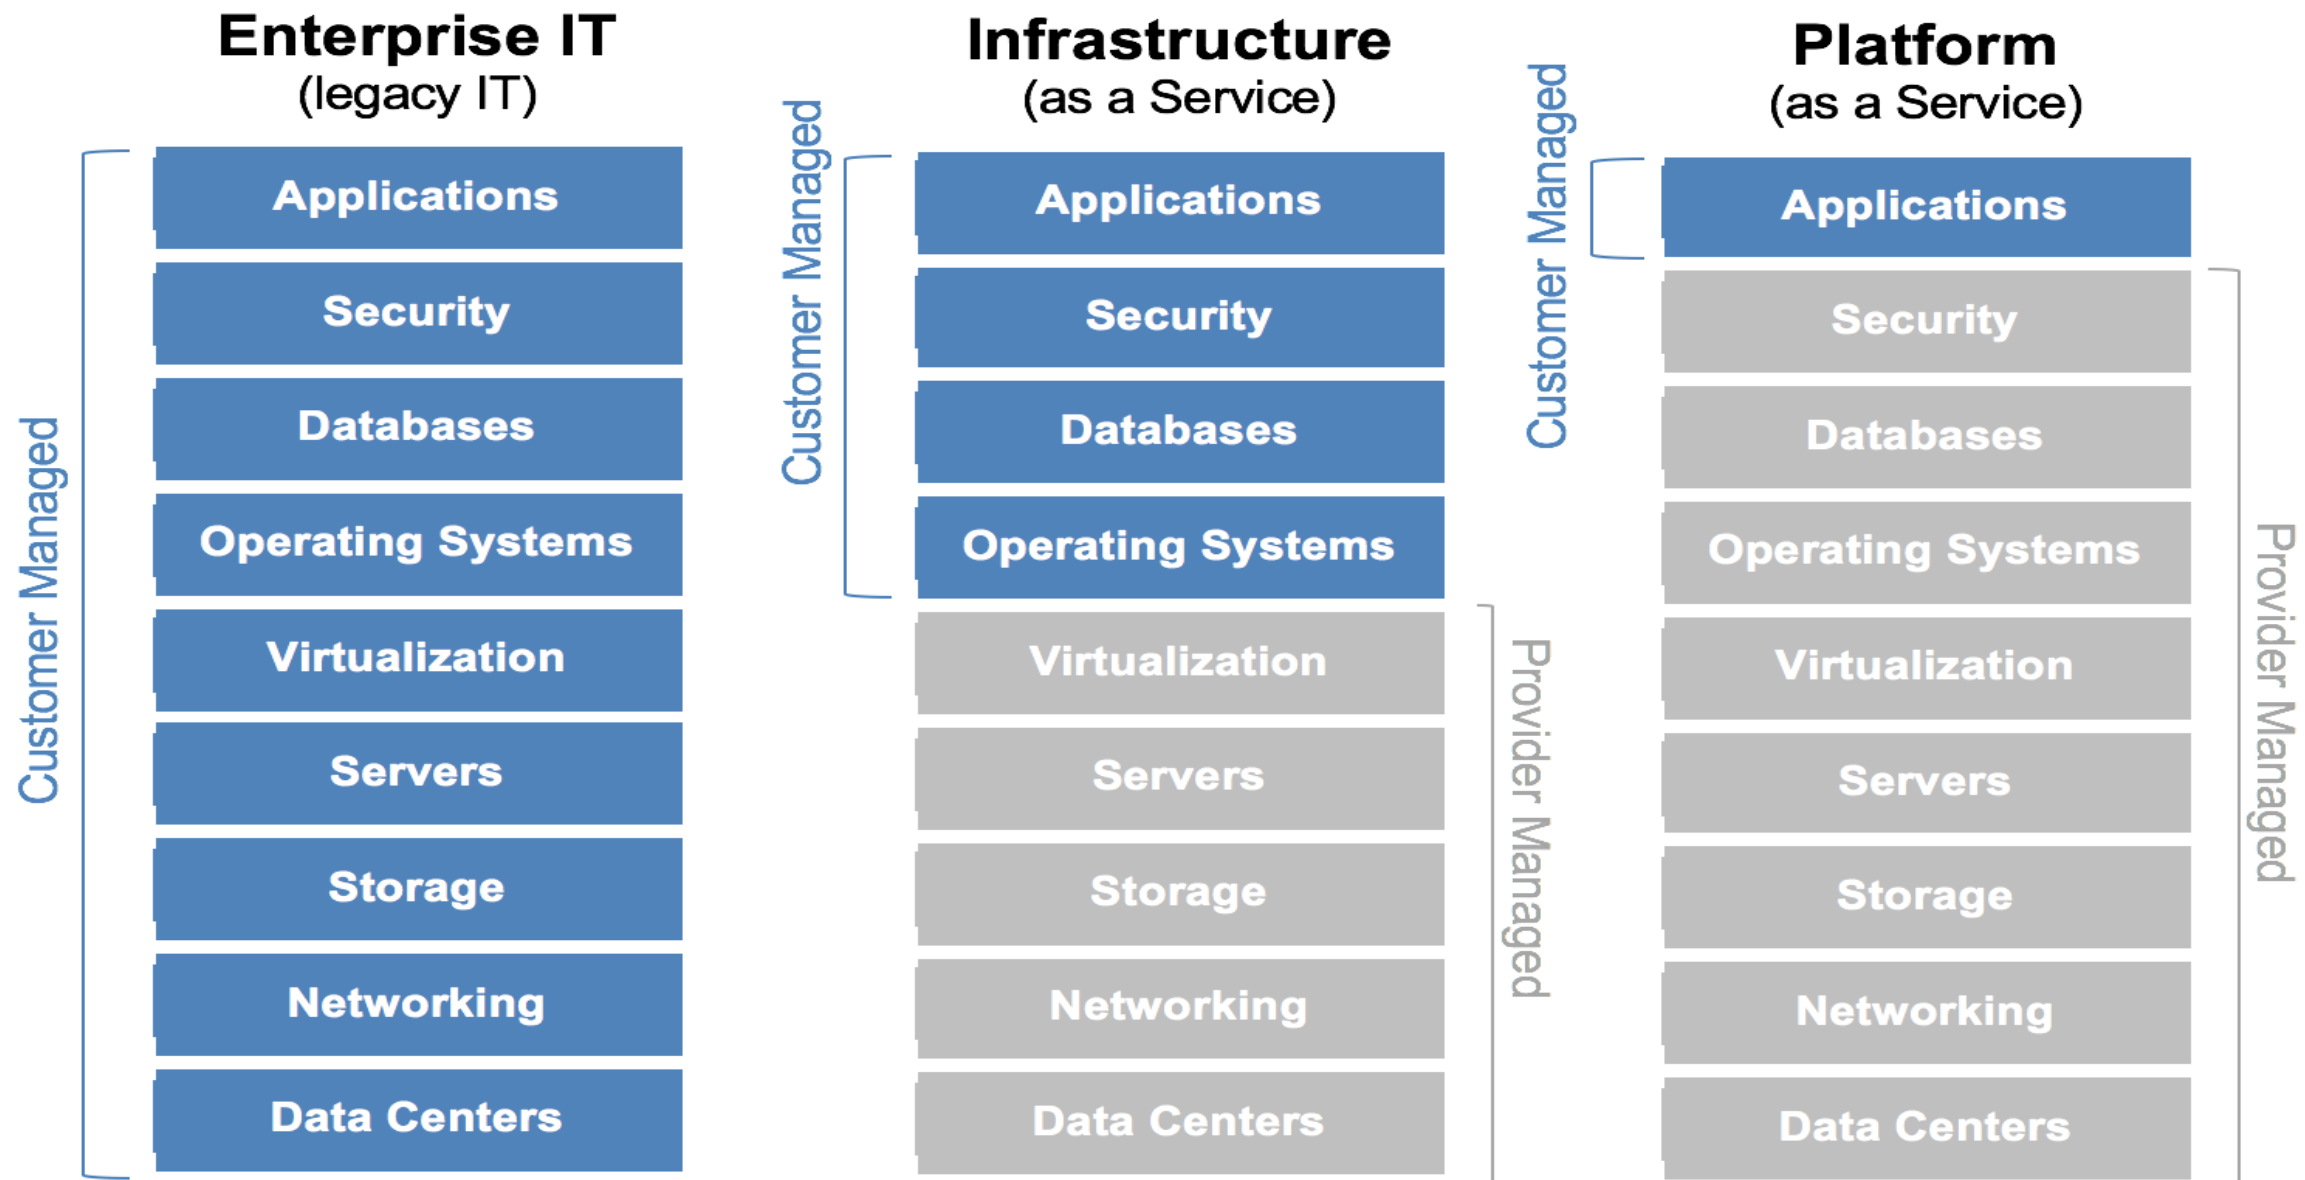 Enterprise IT
(legacy IT)
Customer Managed
Applications
Security
Databases
Operating Systems
Virtualization
Servers
Storage
Networking
Data Centers
Infrastructure
(as a Service)
Customer Managed
Applications
Security
Databases
Operating Systems
Virtualization
Servers
Storage
Networking
Data Centers
Provider Managed
Platform
(as a Service)
Customer Managed
Applications
Security
Databases
Operating Systems
Virtualization
Servers
Storage
Networking
Data Centers
Provider Managed